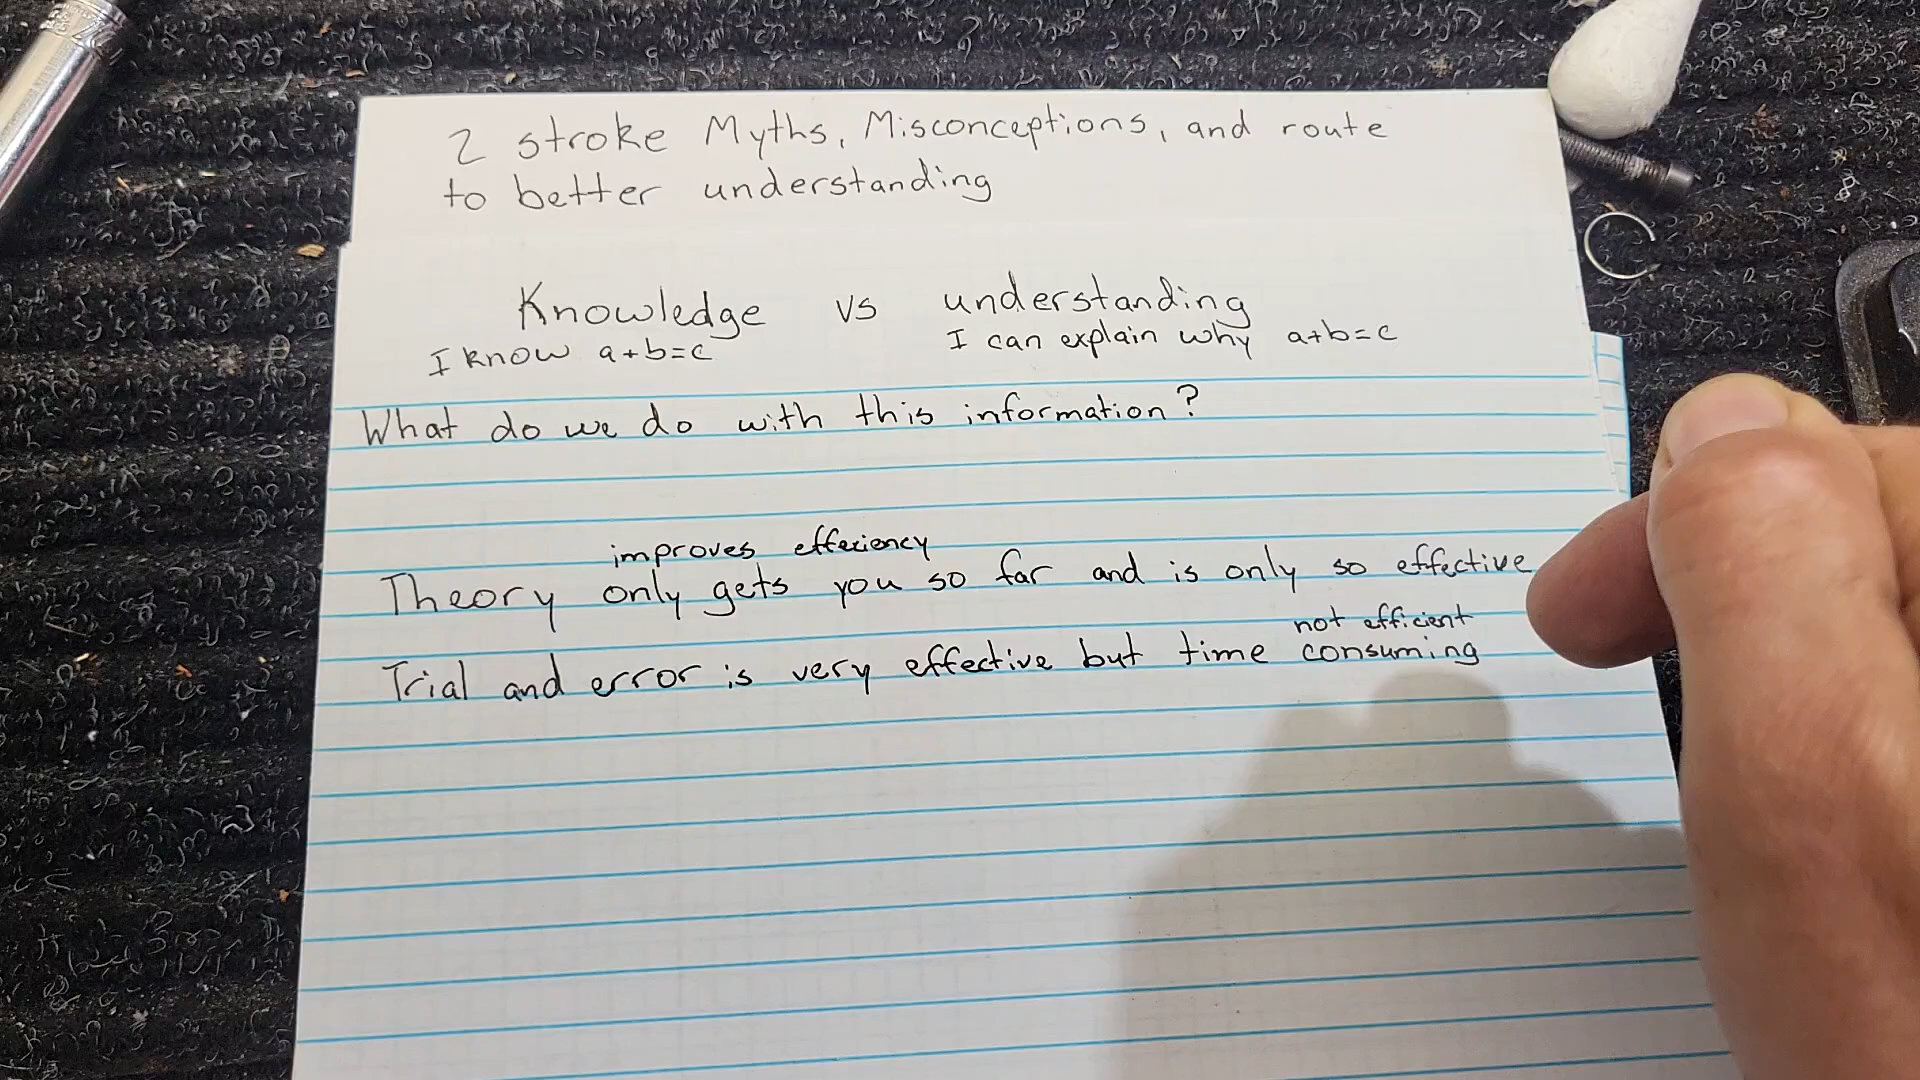 2 stroke Myths, Misconceptions, and route
to better understanding
Knowledge vs understanding
I know a+b=c I can explain why a+b=c
What do we do with this information?
improves effeciency
Theory only gets you so far and is only so effective
not efficient
Trial and error is very effective but time consuming